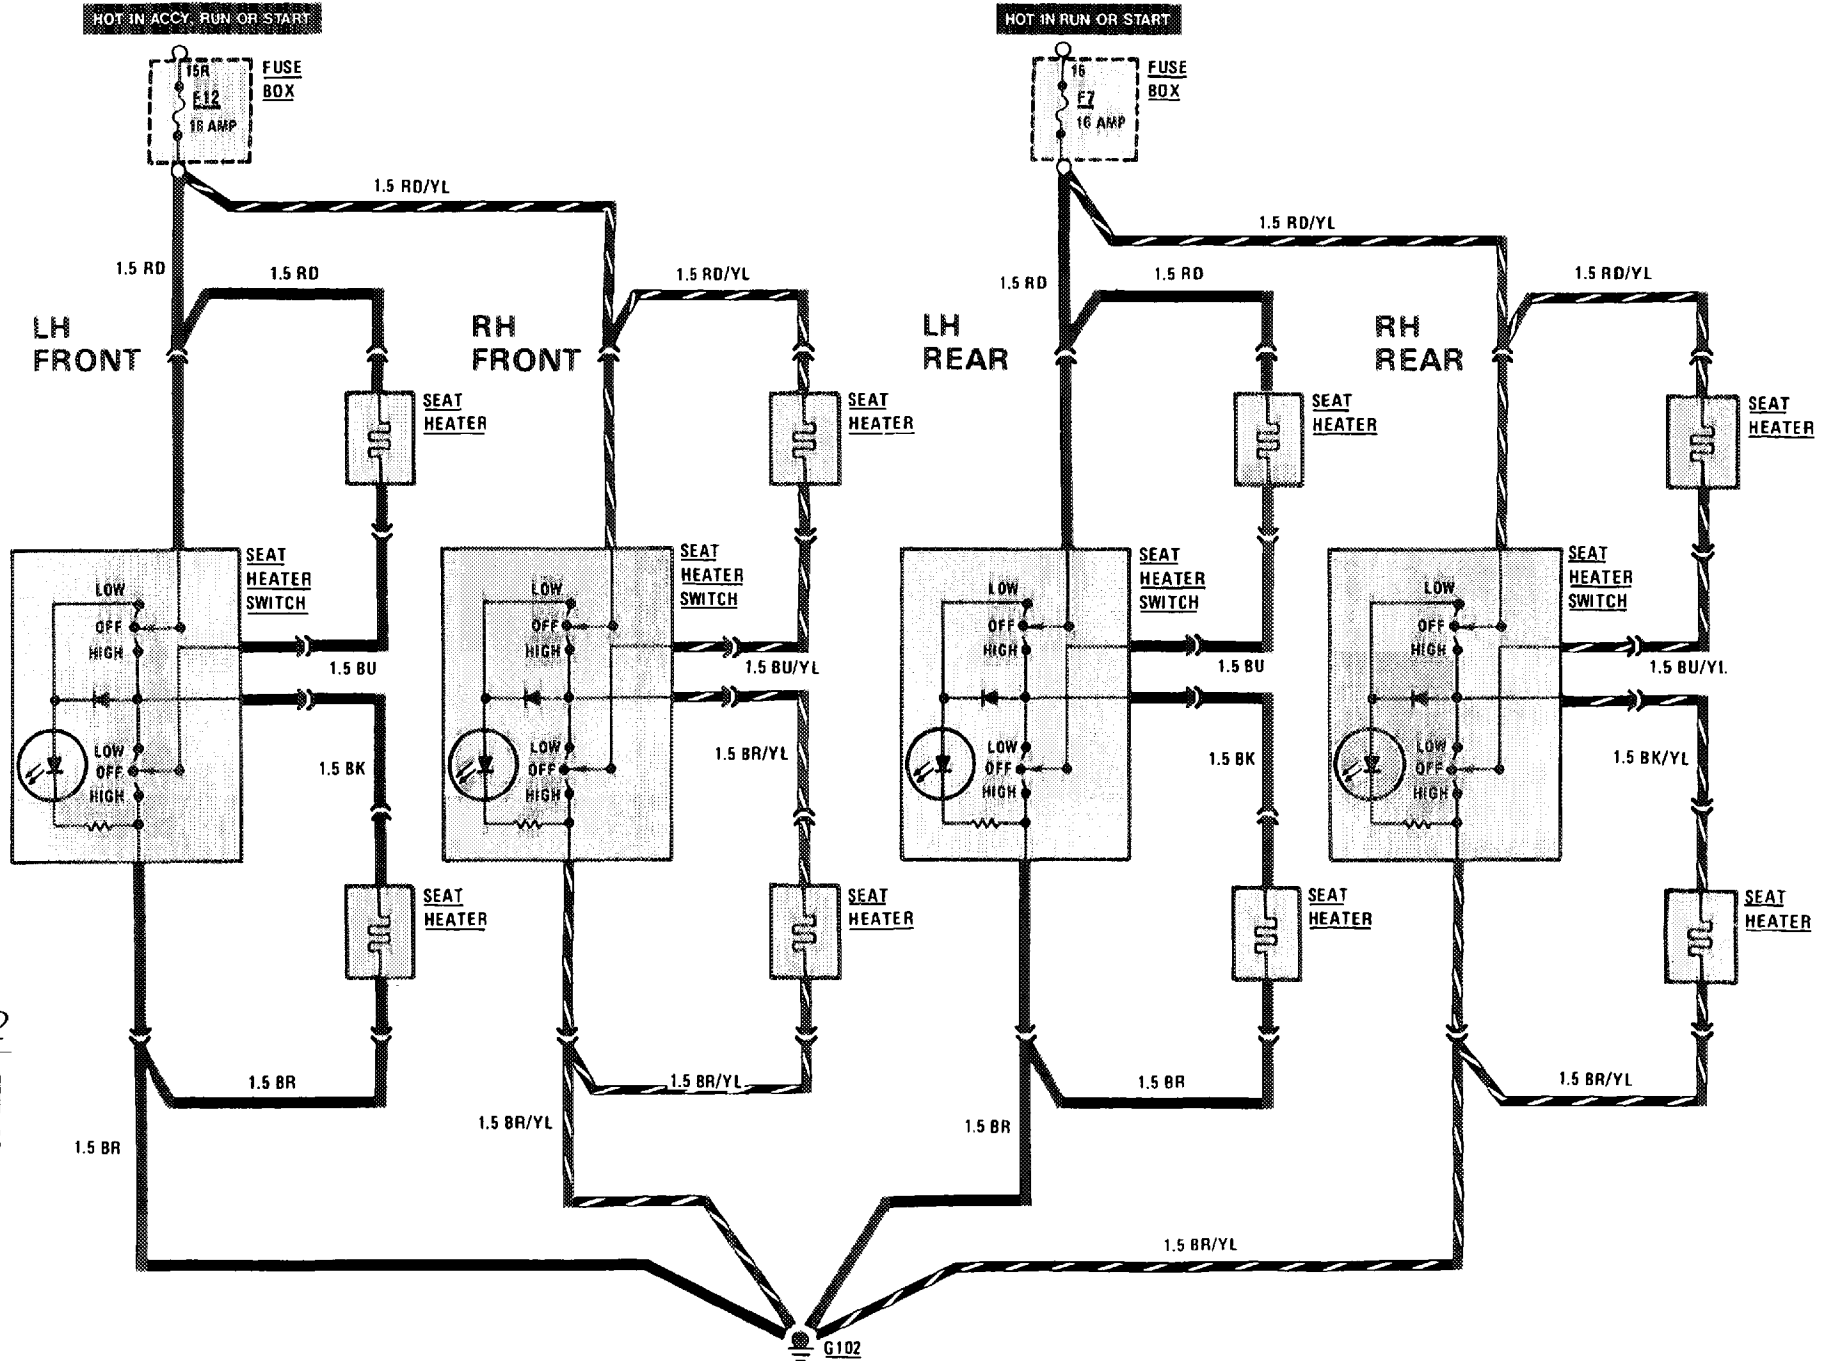 HOT IN ACCY, RUN OR START
HOT IN RUN OR START
15R
F12
16 AMP
FUSE
BOX
16
F7
16 AMP
FUSE
BOX
1.5 RD/YL
1.5 RD/YL
1.5 RD
1.5 RD
1.5 RD/YL
1.5 RD
1.5 RD
1.5 RD/YL
LH
FRONT
RH
FRONT
LH
REAR
RH
REAR
SEAT
HEATER
SEAT
HEATER
SEAT
HEATER
SEAT
HEATER
SEAT
HEATER
SWITCH
SEAT
HEATER
SWITCH
SEAT
HEATER
SWITCH
SEAT
HEATER
SWITCH
LOW
OFF
HIGH
LOW
OFF
HIGH
LOW
OFF
HIGH
LOW
OFF
HIGH
1.5 BU
1.5 BU/YL
1.5 BU
1.5 BU/YL
LOW
OFF
HIGH
LOW
OFF
HIGH
LOW
OFF
HIGH
LOW
OFF
HIGH
1.5 BK
1.5 BR/YL
1.5 BK
1.5 BK/YL
SEAT
HEATER
SEAT
HEATER
SEAT
HEATER
SEAT
HEATER
1.5 BR
1.5 BR/YL
1.5 BR
1.5 BR/YL
1.5 BR
1.5 BR/YL
1.5 BR
1.5 BR/YL
G102